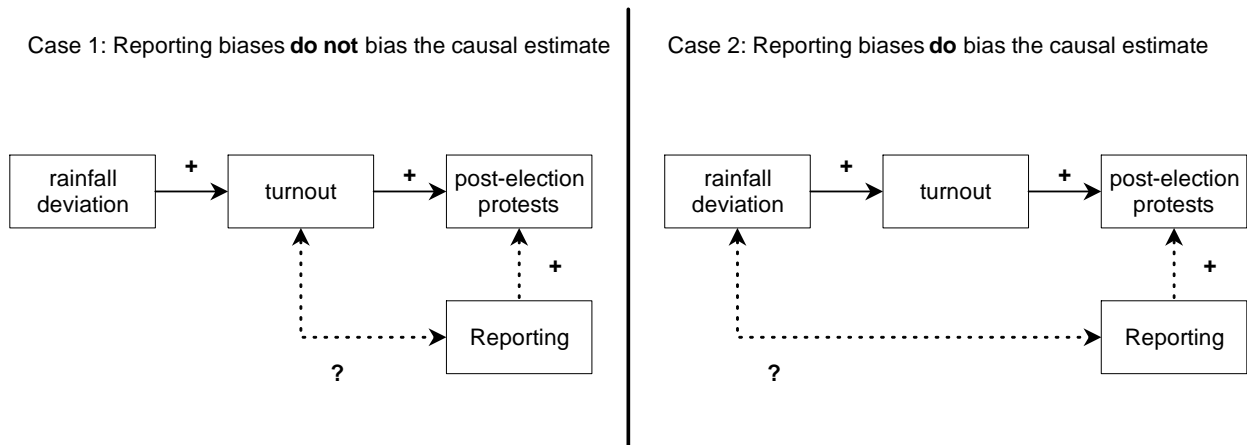 Case 1: Reporting biases do not bias the causal estimate
rainfall
deviation
+
turnout
+
post-election
protests
+
Reporting
?
Case 2: Reporting biases do bias the causal estimate
rainfall
deviation
+
turnout
+
post-election
protests
+
Reporting
?